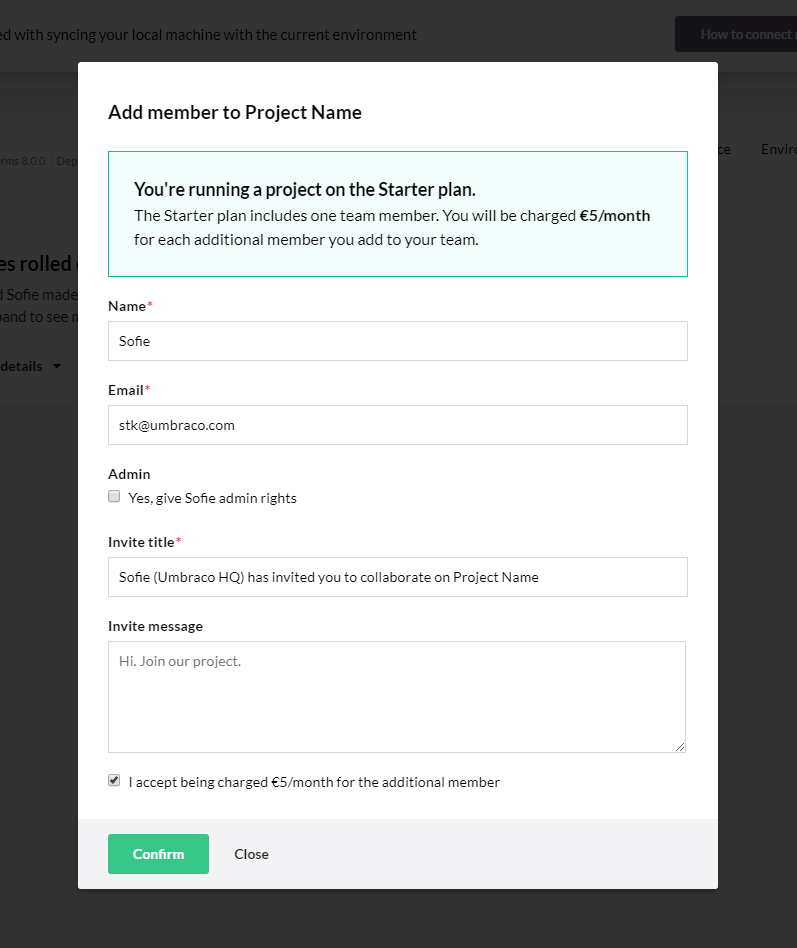 ed with syncing your local machine with the current environment
How to connect
Add member to Project Name
rms 8.0.0 | Dep
ce
Enviro
You're running a project on the Starter plan.
The Starter plan includes one team member. You will be charged €5/month
for each additional member you add to your team.
es rolled
d Sofie made
pand to see m
details
Name*
Sofie
Email*
stk@umbraco.com
Admin
Yes, give Sofie admin rights
Invite title*
Sofie (Umbraco HQ) has invited you to collaborate on Project Name
Invite message
Hi. Join our project.
I accept being charged €5/month for the additional member
Confirm
Close